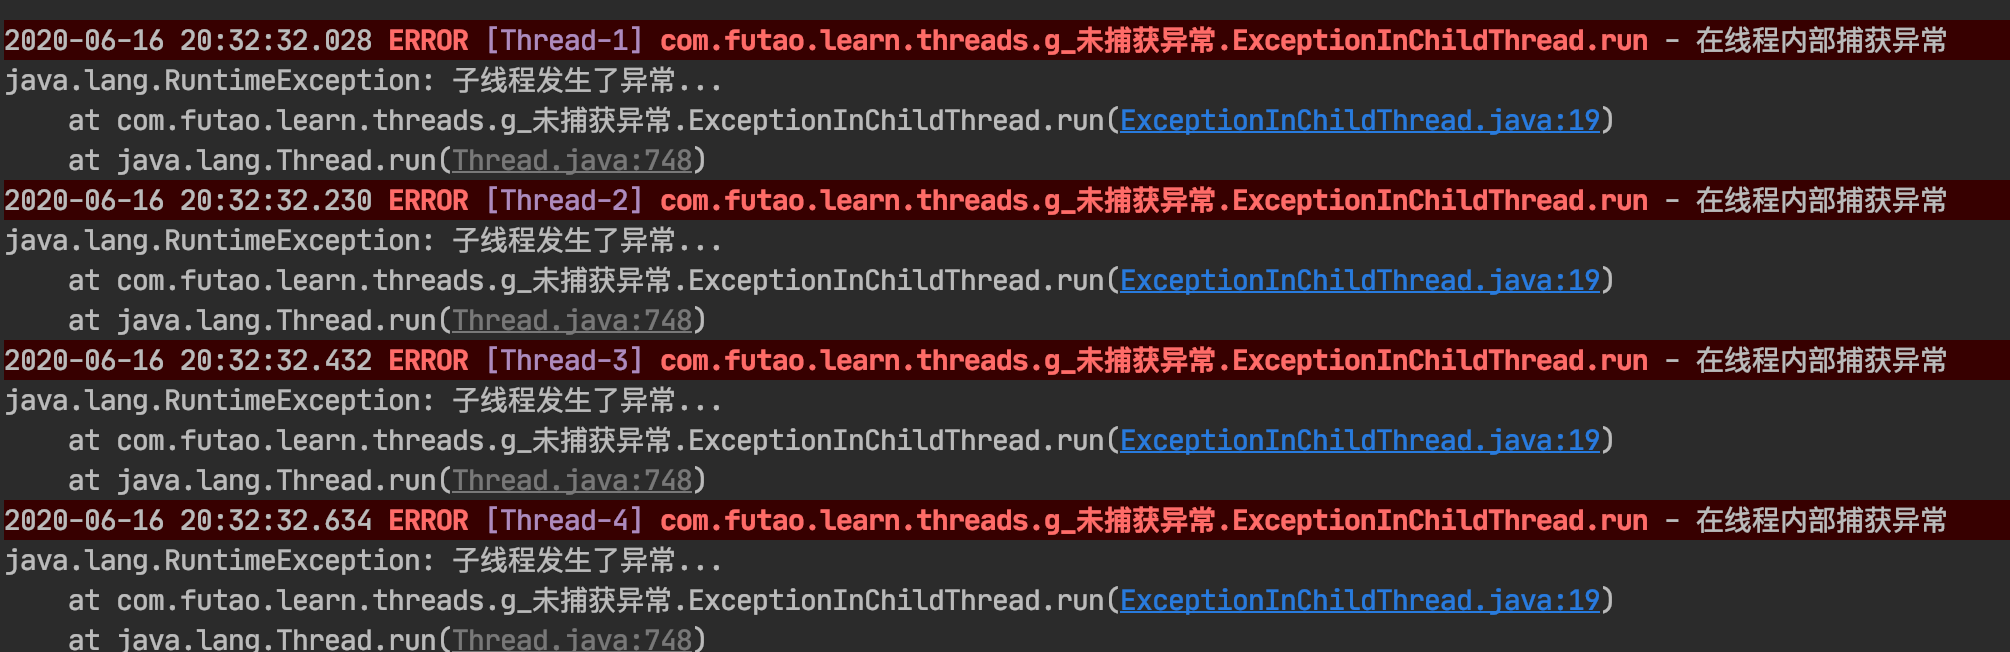 2020-06-16 20:32:32.028 ERROR [Thread-1] com.futao.learn.threads.g_未捕获异常.ExceptionInChildThread.run - 在线程内部捕获异常
java.lang.RuntimeException: 子线程发生了异常...
    at com.futao.learn.threads.g_未捕获异常.ExceptionInChildThread.run(ExceptionInChildThread.java:19)
    at java.lang.Thread.run(Thread.java:748)
2020-06-16 20:32:32.230 ERROR [Thread-2] com.futao.learn.threads.g_未捕获异常.ExceptionInChildThread.run - 在线程内部捕获异常
java.lang.RuntimeException: 子线程发生了异常...
    at com.futao.learn.threads.g_未捕获异常.ExceptionInChildThread.run(ExceptionInChildThread.java:19)
    at java.lang.Thread.run(Thread.java:748)
2020-06-16 20:32:32.432 ERROR [Thread-3] com.futao.learn.threads.g_未捕获异常.ExceptionInChildThread.run - 在线程内部捕获异常
java.lang.RuntimeException: 子线程发生了异常...
    at com.futao.learn.threads.g_未捕获异常.ExceptionInChildThread.run(ExceptionInChildThread.java:19)
    at java.lang.Thread.run(Thread.java:748)
2020-06-16 20:32:32.634 ERROR [Thread-4] com.futao.learn.threads.g_未捕获异常.ExceptionInChildThread.run - 在线程内部捕获异常
java.lang.RuntimeException: 子线程发生了异常...
    at com.futao.learn.threads.g_未捕获异常.ExceptionInChildThread.run(ExceptionInChildThread.java:19)
    at java.lang.Thread.run(Thread.java:748)